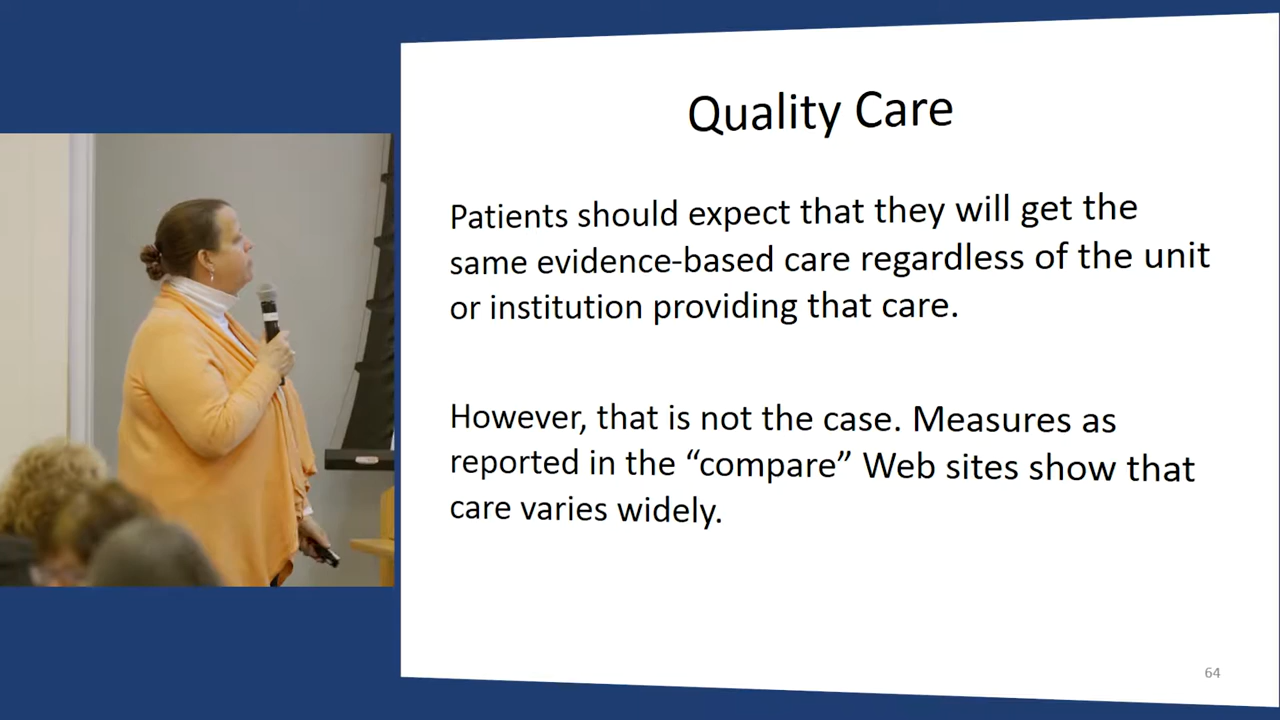 Quality Care
Patients should expect that they will get the
same evidence-based care regardless of the unit
or institution providing that care.
However, that is not the case. Measures as
reported in the “compare” Web sites show that
care varies widely.
64